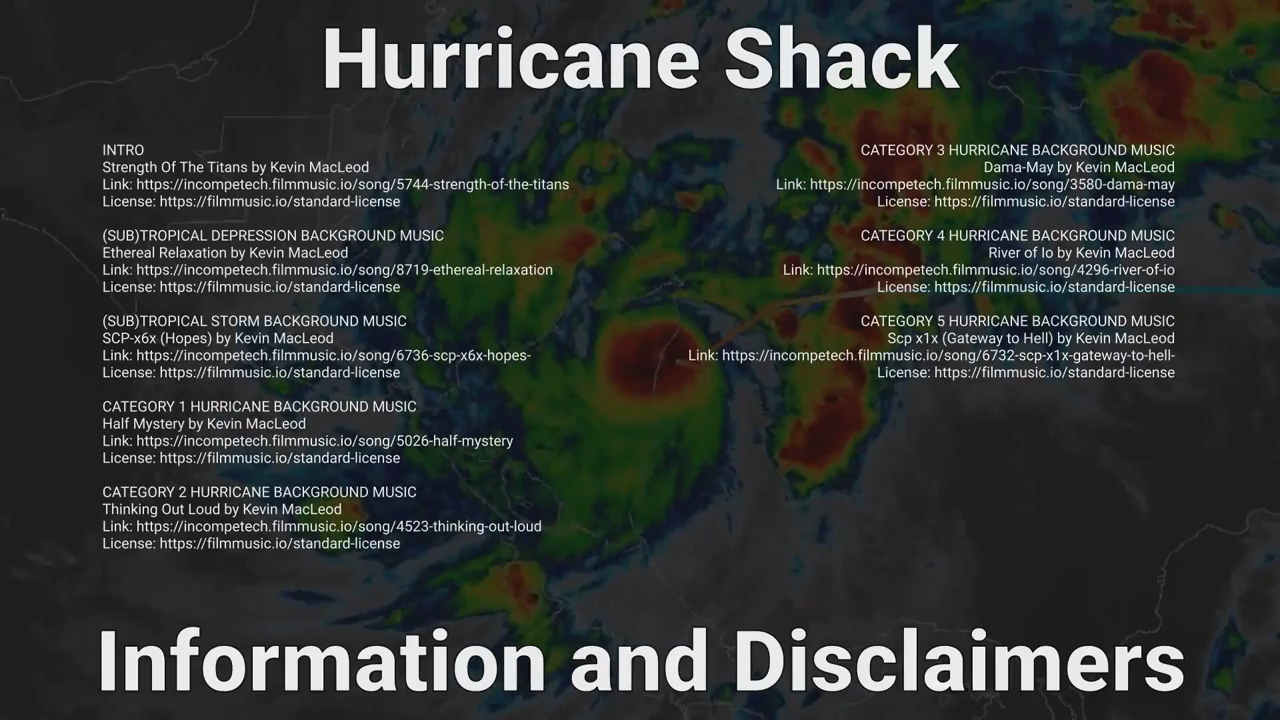 Hurricane Shack
INTRO
Strength Of The Titans by Kevin MacLeod
Link: https://incompetech.filmmusic.io/song/5744-strength-of-the-titans
License: https://filmmusic.io/standard-license
(SUB)TROPICAL DEPRESSION BACKGROUND MUSIC
Ethereal Relaxation by Kevin MacLeod
Link: https://incompetech.filmmusic.io/song/8719-ethereal-relaxation
License: https://filmmusic.io/standard-license
(SUB)TROPICAL STORM BACKGROUND MUSIC
SCP-x6x (Hopes) by Kevin MacLeod
Link: https://incompetech.filmmusic.io/song/6736-scp-x6x-hopes-
License: https://filmmusic.io/standard-license
CATEGORY 1 HURRICANE BACKGROUND MUSIC
Half Mystery by Kevin MacLeod
Link: https://incompetech.filmmusic.io/song/5026-half-mystery
License: https://filmmusic.io/standard-license
CATEGORY 2 HURRICANE BACKGROUND MUSIC
Thinking Out Loud by Kevin MacLeod
Link: https://incompetech.filmmusic.io/song/4523-thinking-out-loud
License: https://filmmusic.io/standard-license
CATEGORY 3 HURRICANE BACKGROUND MUSIC
Dama-May by Kevin MacLeod
Link: https://incompetech.filmmusic.io/song/3580-dama-may
License: https://filmmusic.io/standard-license
CATEGORY 4 HURRICANE BACKGROUND MUSIC
River of Io by Kevin MacLeod
Link: https://incompetech.filmmusic.io/song/4296-river-of-io
License: https://filmmusic.io/standard-license
CATEGORY 5 HURRICANE BACKGROUND MUSIC
Scp x1x (Gateway to Hell) by Kevin MacLeod
Link: https://incompetech.filmmusic.io/song/6732-scp-x1x-gateway-to-hell-
License: https://filmmusic.io/standard-license
Information and Disclaimers